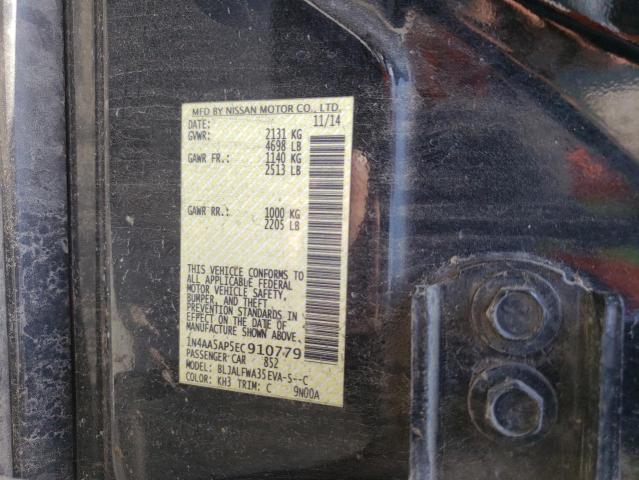 MFD BY NISSAN MOTOR CO., LTD.
DATE: 11/14
GVWR: 2131 KG
4698 LB
GAWR FR.: 1140 KG
2513 LB
GAWR RR.: 1000 KG
2205 LB
THIS VEHICLE CONFORMS TO
ALL APPLICABLE FEDERAL
MOTOR VEHICLE SAFETY,
BUMPER, AND THEFT
PREVENTION STANDARDS IN
EFFECT ON THE DATE OF
MANUFACTURE SHOWN ABOVE.
1N4AA5AP5EC910779
PASSENGER CAR 852
MODEL: BLJALFWA35EVA-S--C
COLOR: KH3 TRIM: C 9N00A